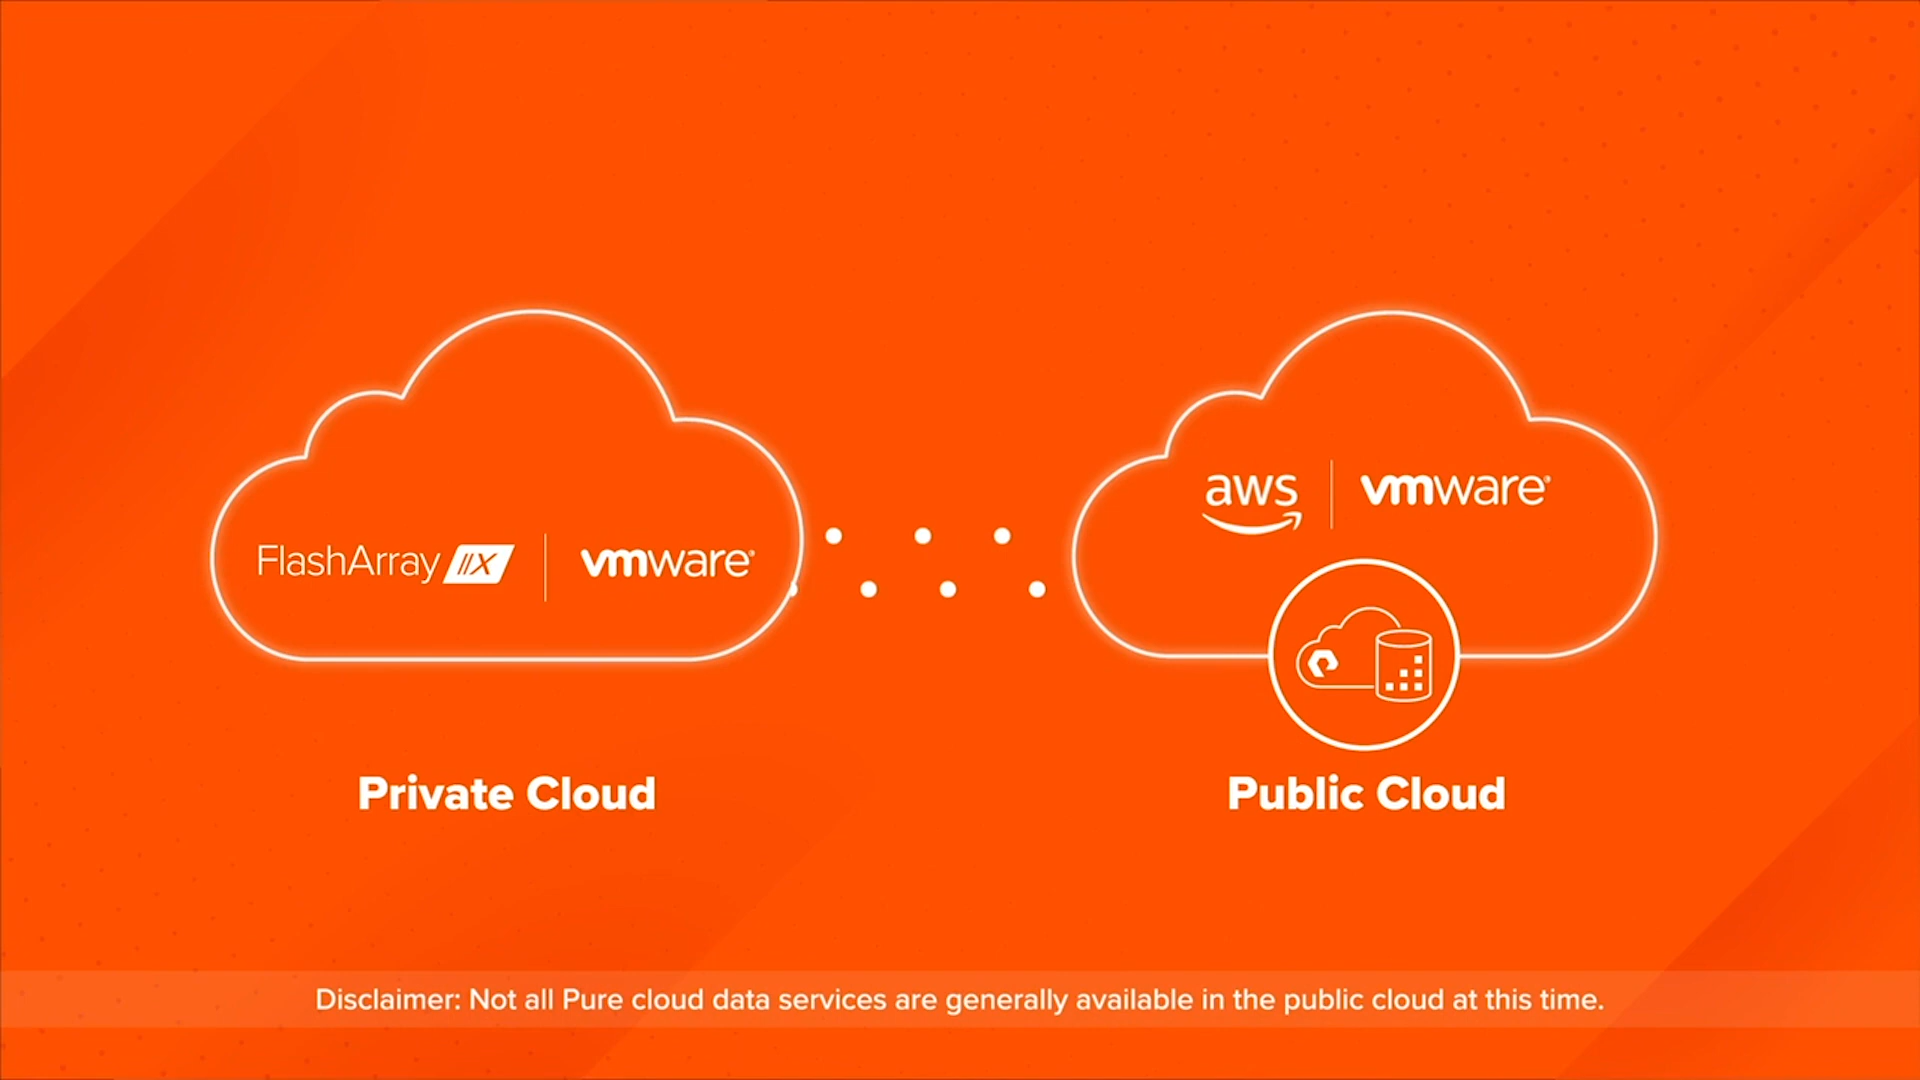 FlashArray //X
vmware®
aws
vmware®
Private Cloud
Public Cloud
Disclaimer: Not all Pure cloud data services are generally available in the public cloud at this time.